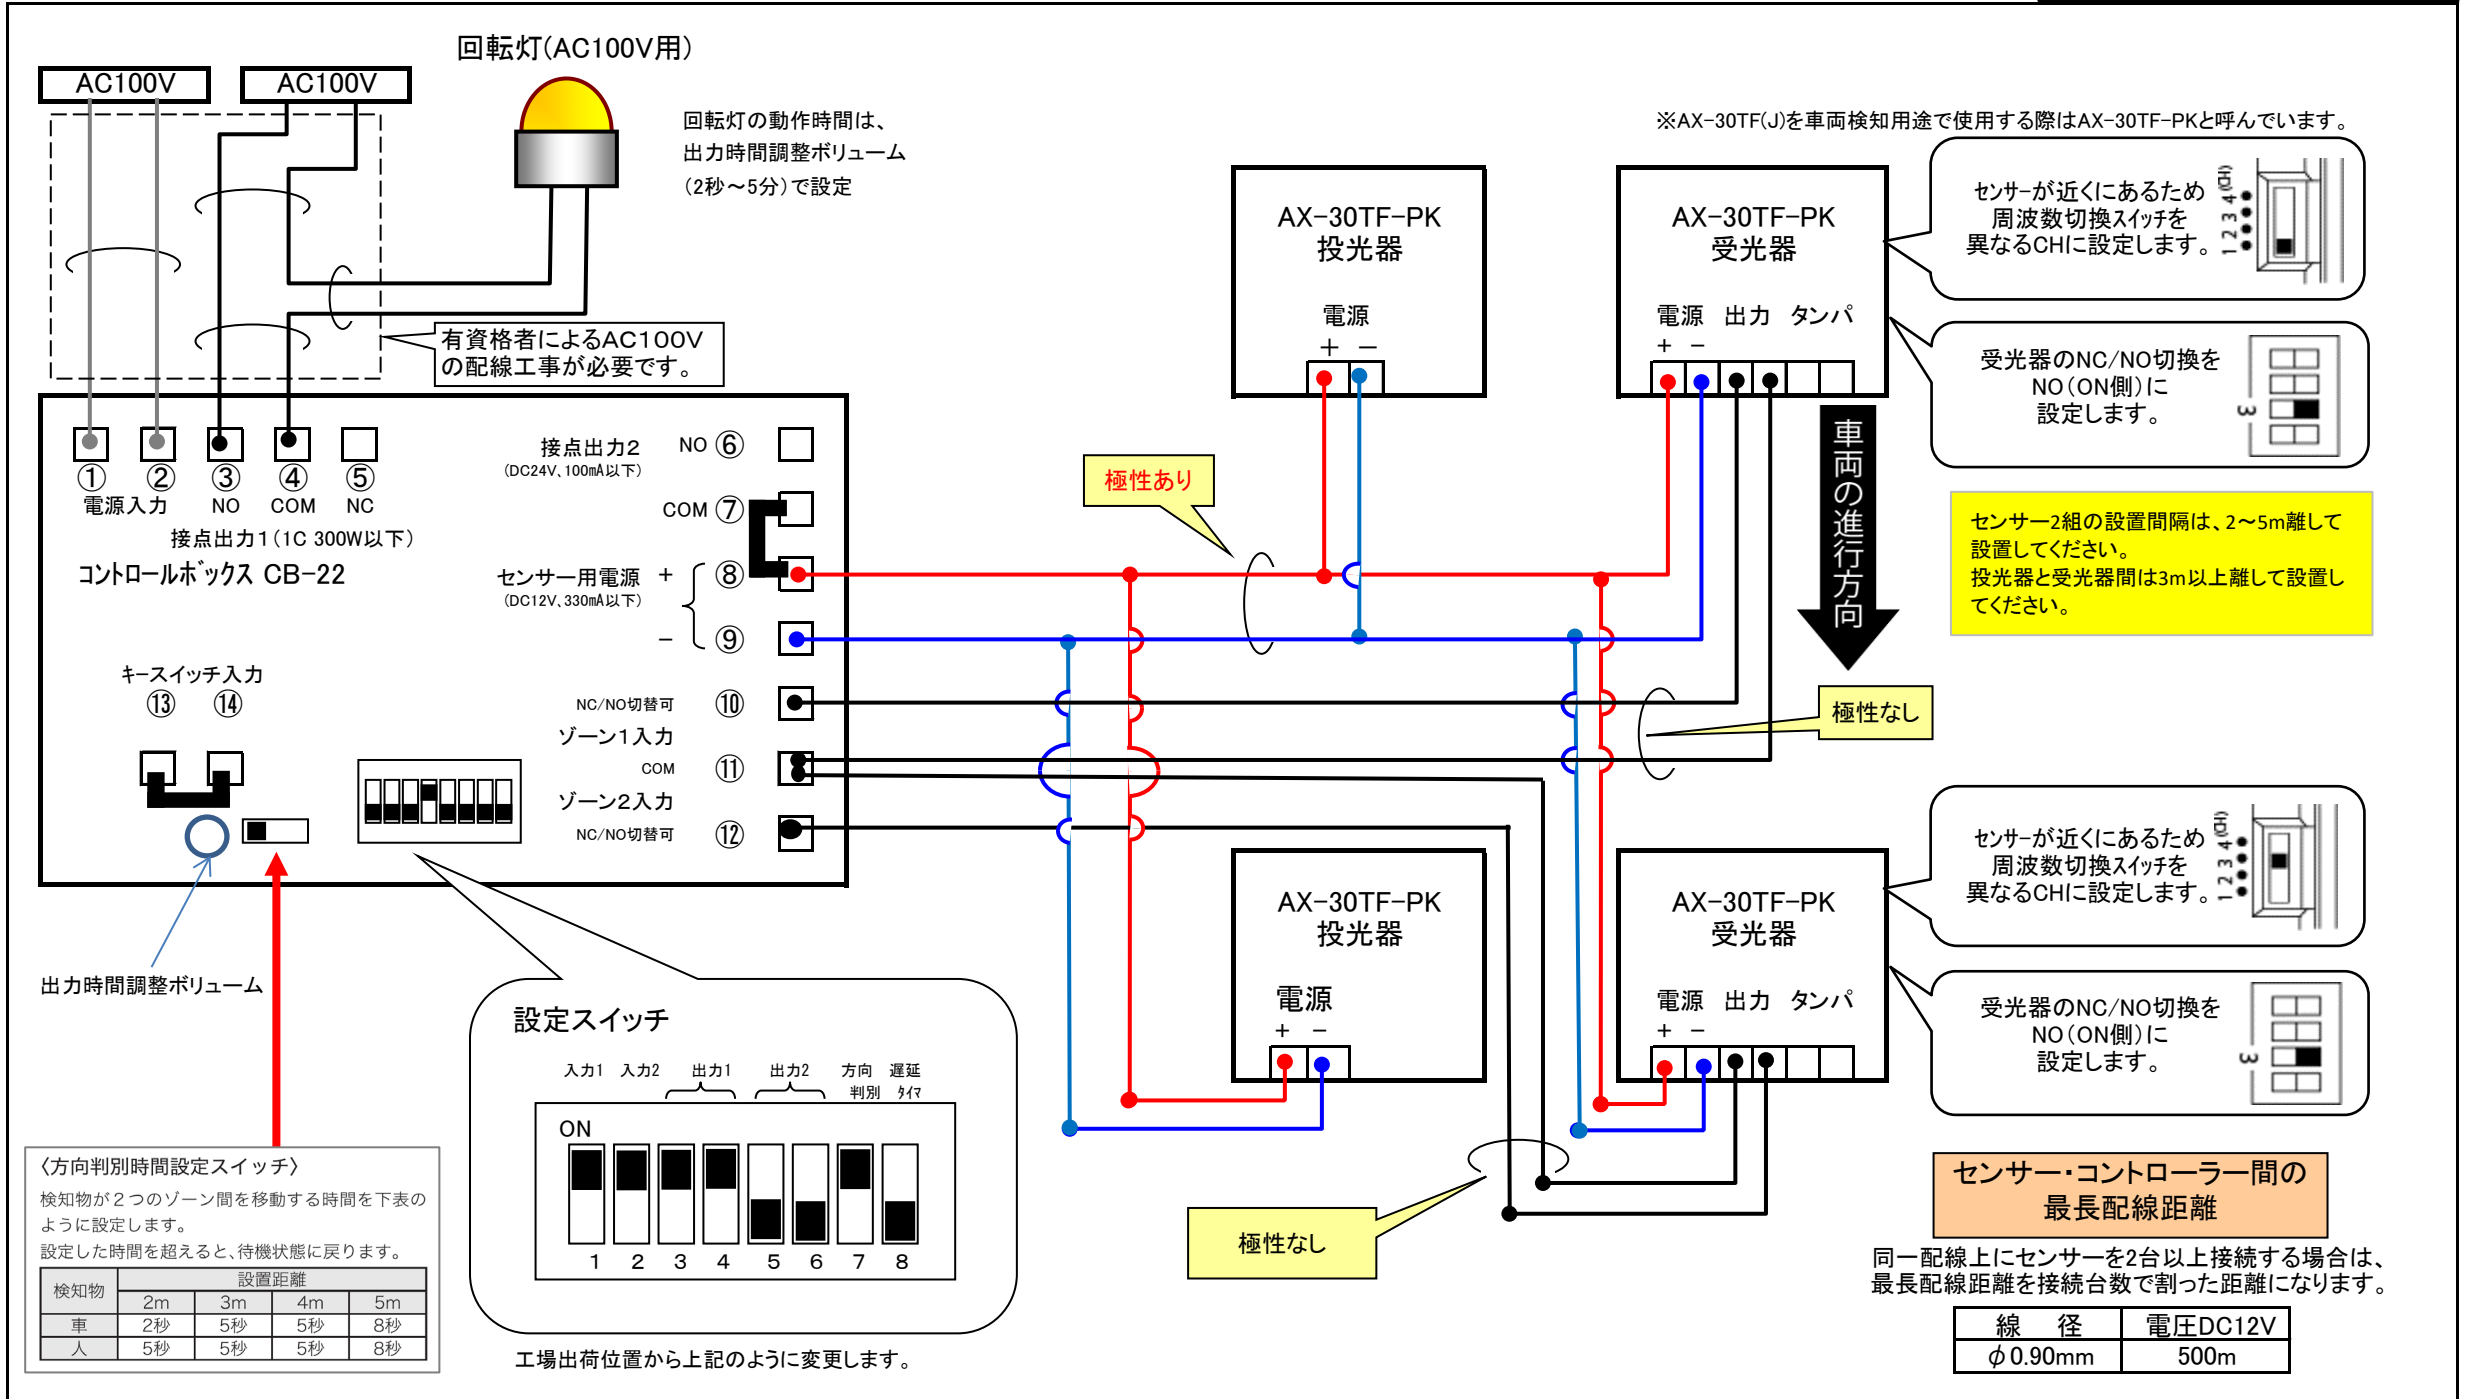 回転灯(AC100V用)
AC100V
AC100V
回転灯の動作時間は、
出力時間調整ボリューム
（2秒～5分）で設定
有資格者によるAC100V
の配線工事が必要です。
① ② ③ ④ ⑤
電源入力 NO COM NC
接点出力1（1C 300W以下）
コントロールボックス CB-22
接点出力2 NO ⑥
(DC24V、100mA以下)
COM ⑦
センサー用電源 + ⑧
(DC12V、330mA以下)
− ⑨
キースイッチ入力
⑬ ⑭
NC/NO切替可 ⑩
ゾーン1入力
COM ⑪
ゾーン2入力
NC/NO切替可 ⑫
出力時間調整ボリューム
〈方向判別時間設定スイッチ〉
検知物が２つのゾーン間を移動する時間を下表の
ように設定します。
設定した時間を超えると、待機状態に戻ります。
検知物 設置距離
2m 3m 4m 5m
車 2秒 5秒 5秒 8秒
人 5秒 5秒 5秒 8秒
設定スイッチ
入力1 入力2 出力1 出力2 方向 遅延
判別 タイマ
ON
1 2 3 4 5 6 7 8
工場出荷位置から上記のように変更します。
※AX-30TF(J)を車両検知用途で使用する際はAX-30TF-PKと呼んでいます。
AX-30TF-PK
投光器
電源
+ −
AX-30TF-PK
受光器
電源 出力 タンパ
+ −
センサーが近くにあるため
周波数切換スイッチを
異なるCHに設定します。
1 2 3 4 (CH)
受光器のNC/NO切換を
NO（ON側）に
設定します。
3
極性あり
車両の進行方向
センサー2組の設置間隔は、2～5m離して
設置してください。
投光器と受光器間は3m以上離して設置し
てください。
極性なし
AX-30TF-PK
投光器
電源
+ −
AX-30TF-PK
受光器
電源 出力 タンパ
+ −
センサーが近くにあるため
周波数切換スイッチを
異なるCHに設定します。
1 2 3 4 (CH)
受光器のNC/NO切換を
NO（ON側）に
設定します。
3
極性なし
センサー・コントローラー間の
最長配線距離
同一配線上にセンサーを2台以上接続する場合は、
最長配線距離を接続台数で割った距離になります。
線 径 電圧DC12V
φ0.90mm 500m